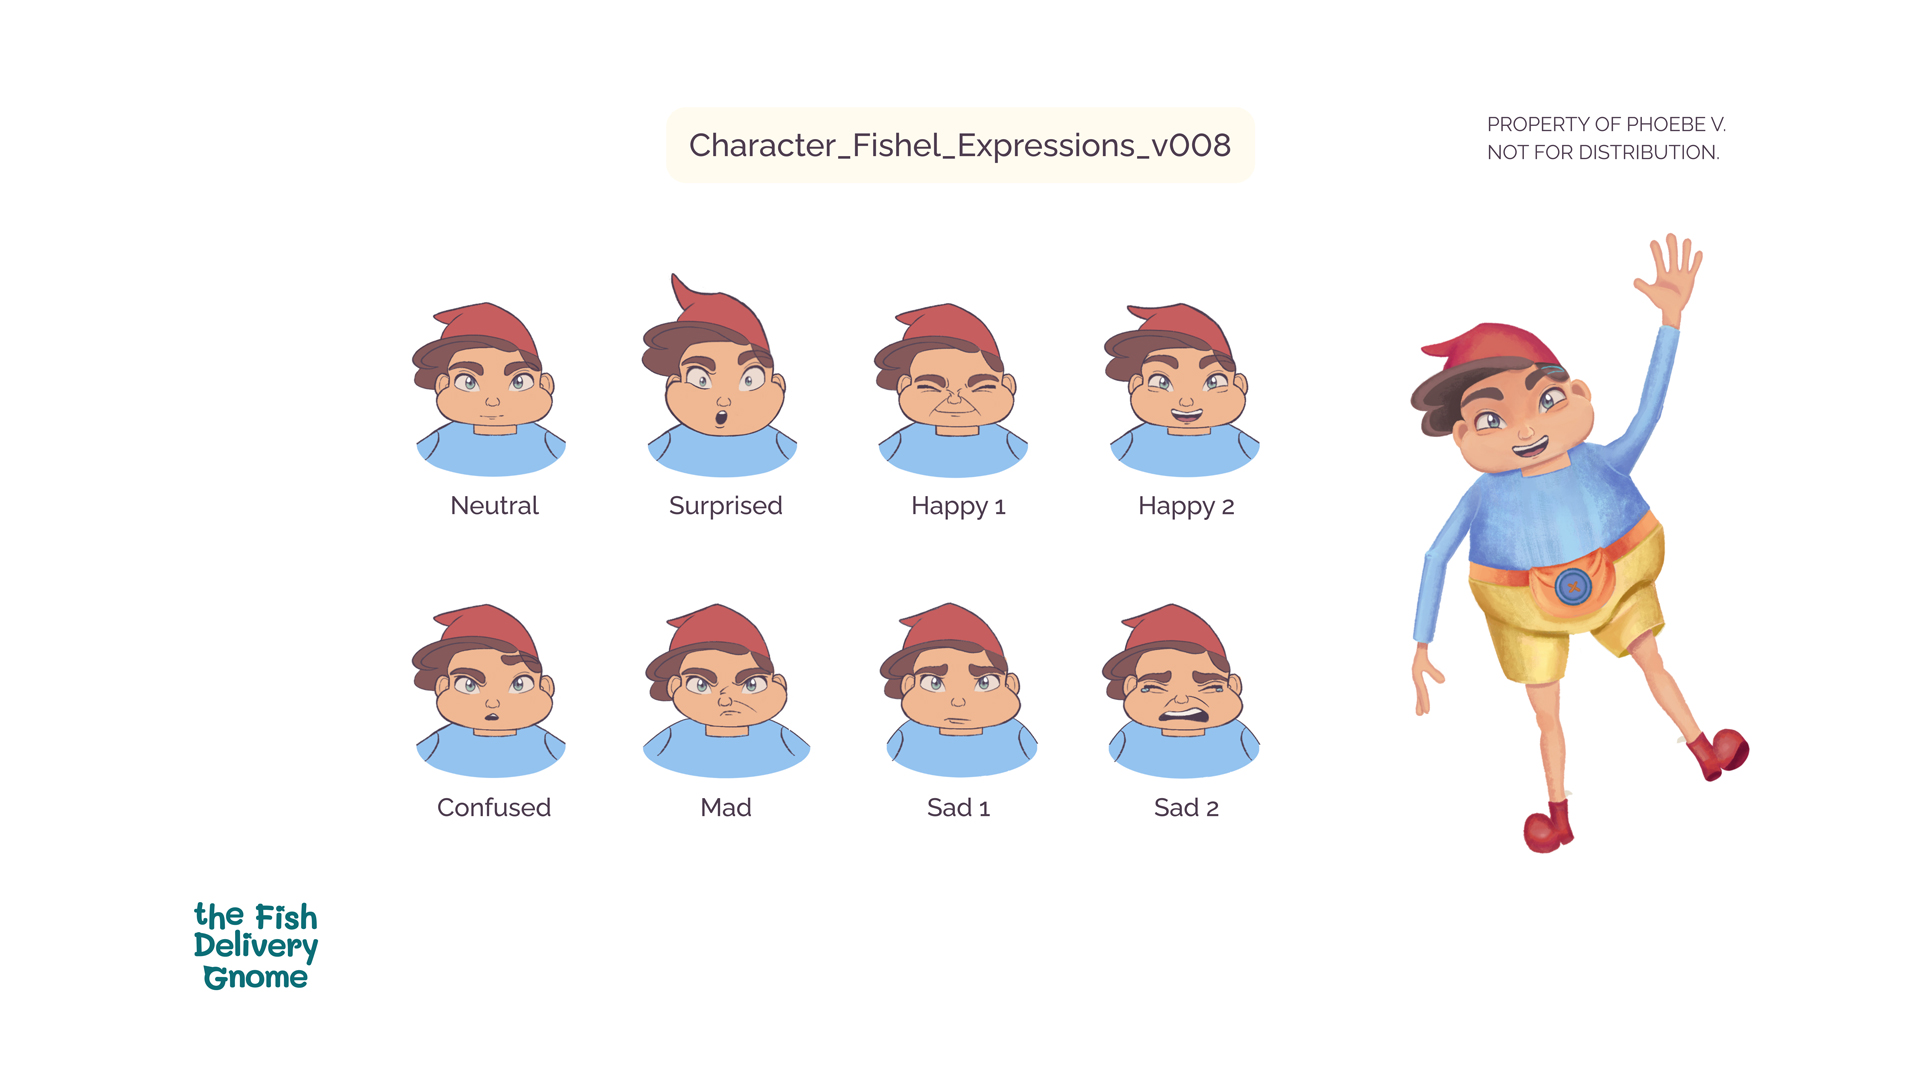 Character_Fishel_Expressions_v008
PROPERTY OF PHOEBE V.
NOT FOR DISTRIBUTION.
Neutral
Surprised
Happy 1
Happy 2
Confused
Mad
Sad 1
Sad 2
the Fish
Delivery
Gnome